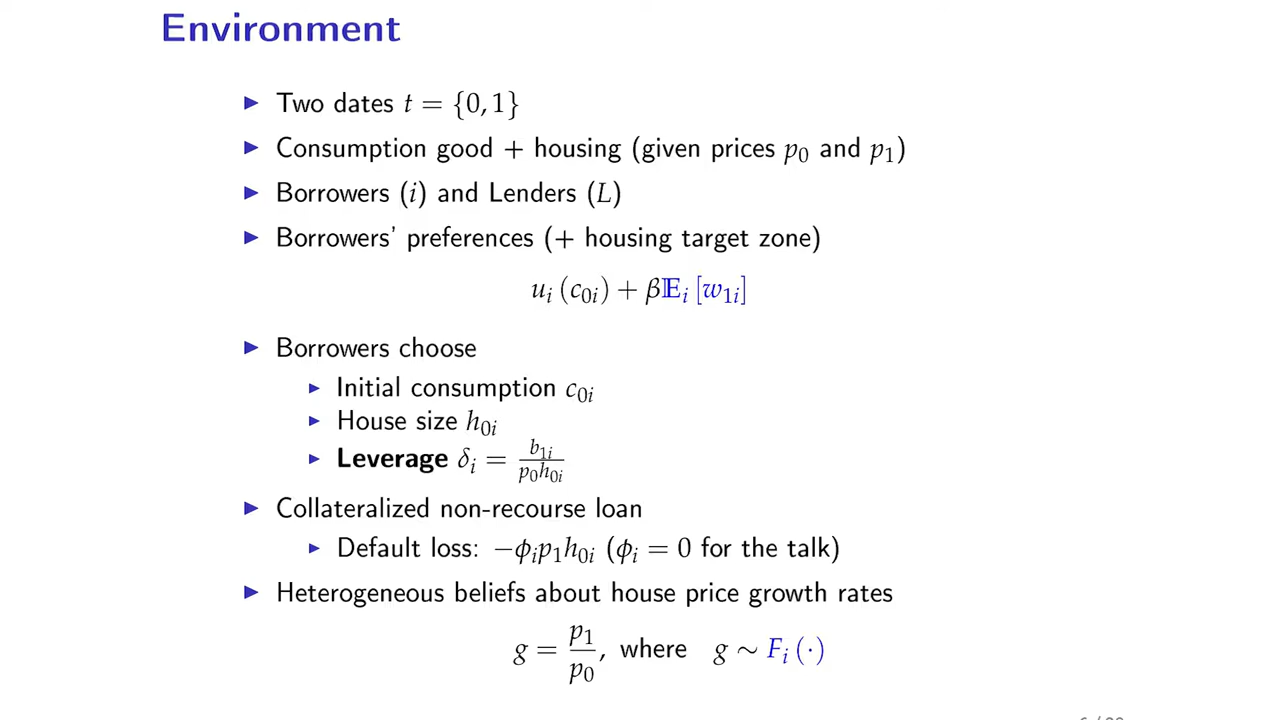 Environment
▶ Two dates t = {0, 1}
▶ Consumption good + housing (given prices p₀ and p₁)
▶ Borrowers (i) and Lenders (L)
▶ Borrowers' preferences (+ housing target zone)
uᵢ (c₀ᵢ) + β𝔼ᵢ [w₁ᵢ]
▶ Borrowers choose
▶ Initial consumption c₀ᵢ
▶ House size h₀ᵢ
▶ Leverage δᵢ = b₁ᵢ / p₀h₀ᵢ
▶ Collateralized non-recourse loan
▶ Default loss: −ϕᵢp₁h₀ᵢ (ϕᵢ = 0 for the talk)
▶ Heterogeneous beliefs about house price growth rates
g = p₁ / p₀, where g ∼ Fᵢ (·)